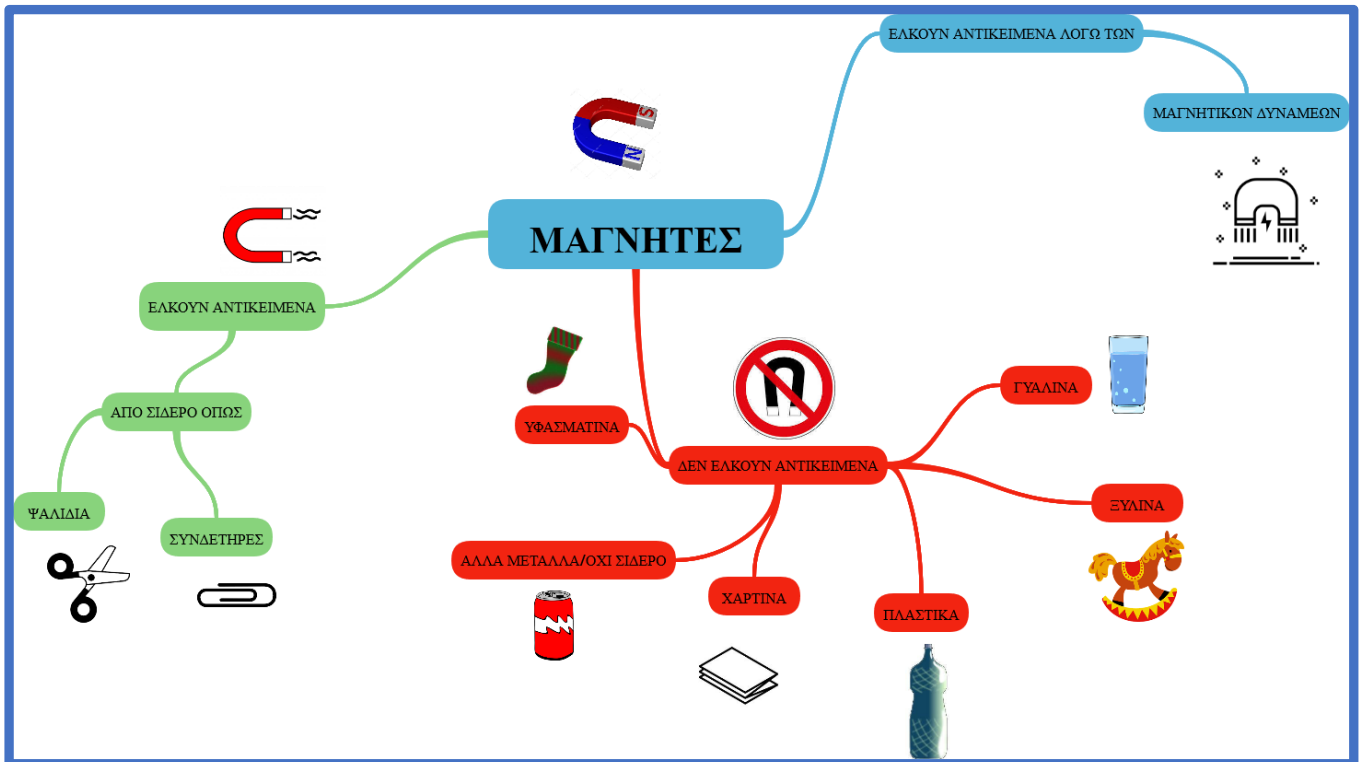 ΕΛΚΟΥΝ ΑΝΤΙΚΕΙΜΕΝΑ ΛΟΓΩ ΤΩΝ
ΜΑΓΝΗΤΙΚΩΝ ΔΥΝΑΜΕΩΝ
S
N
ΜΑΓΝΗΤΕΣ
ΕΛΚΟΥΝ ΑΝΤΙΚΕΙΜΕΝΑ
ΑΠΟ ΣΙΔΕΡΟ ΟΠΩΣ
ΨΑΛΙΔΙΑ
ΣΥΝΔΕΤΗΡΕΣ
ΥΦΑΣΜΑΤΙΝΑ
ΔΕΝ ΕΛΚΟΥΝ ΑΝΤΙΚΕΙΜΕΝΑ
ΓΥΑΛΙΝΑ
ΞΥΛΙΝΑ
ΑΛΛΑ ΜΕΤΑΛΛΑ/ΟΧΙ ΣΙΔΕΡΟ
ΧΑΡΤΙΝΑ
ΠΛΑΣΤΙΚΑ